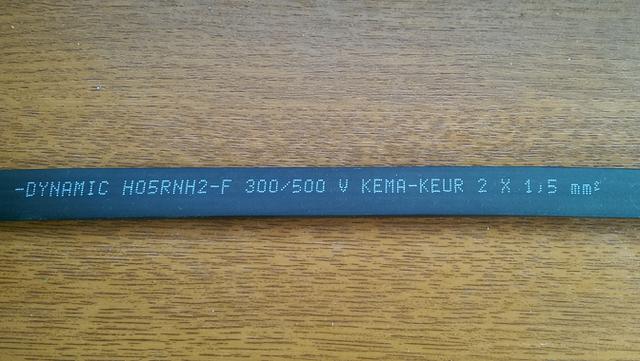 -DYNAMIC H05RNH2-F 300/500 V KEMA-KEUR 2 X 1,5 mm²